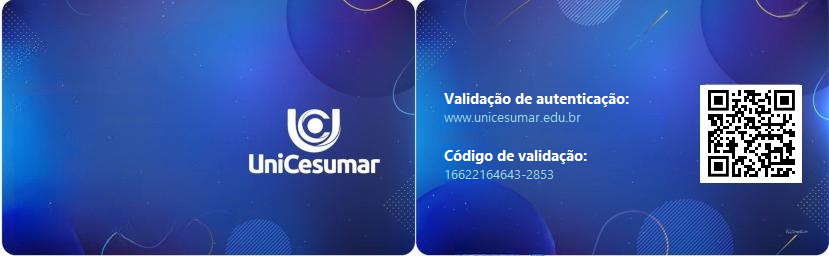 UniCesumar
Validação de autenticação:
www.unicesumar.edu.br
Código de validação:
16622164643-2853